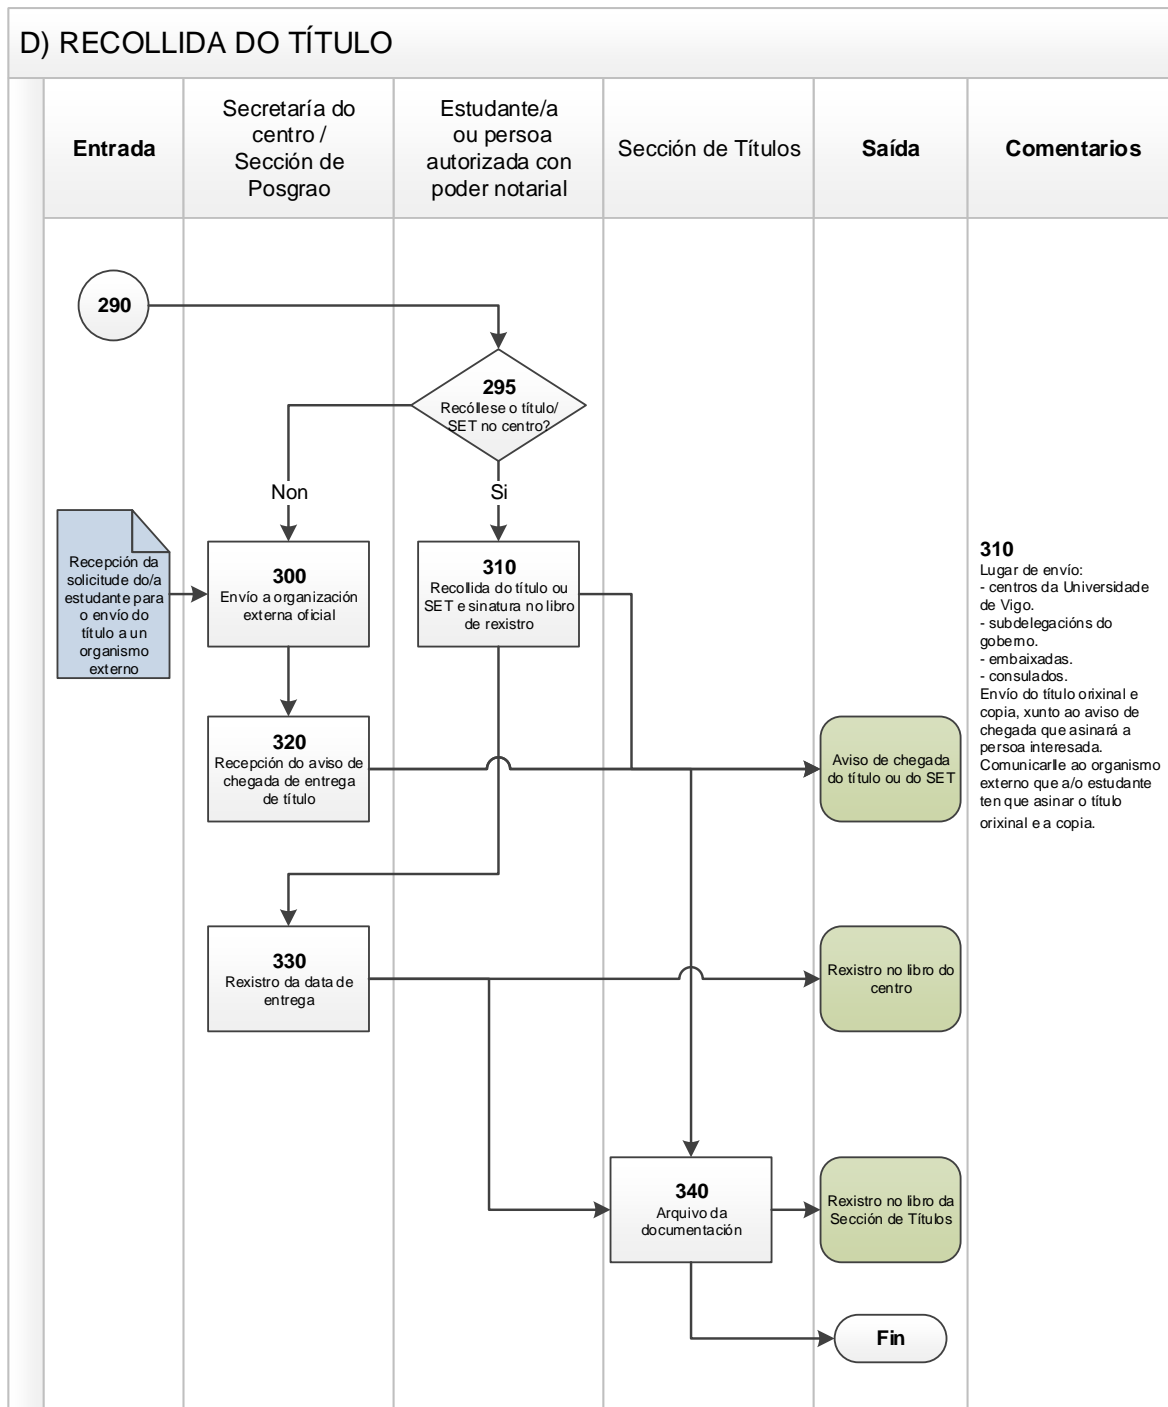 D) RECOLLIDA DO TÍTULO
Entrada
Secretaría do
centro /
Sección de
Posgrao
Estudante/a
ou persoa
autorizada con
poder notarial
Sección de Títulos
Saída
Comentarios
290
295
Recóllese o título/
SET no centro?
Non
Si
Recepción da
solicitude do/a
estudante para
o envío do
título a un
organismo
externo
300
Envío a organización
externa oficial
310
Recollida do título ou
SET e sinatura no libro
de rexistro
310
Lugar de envío:
- centros da Universidade
de Vigo.
- subdelegacións do
goberno.
- embaixadas.
- consulados.
Envío do título orixinal e
copia, xunto ao aviso de
chegada que asinará a
persoa interesada.
Comunicarlle ao organismo
externo que a/o estudante
ten que asinar o título
orixinal e a copia.
320
Recepción do aviso de
chegada de entrega
de título
Aviso de chegada
do título ou do SET
330
Rexistro da data de
entrega
Rexistro no libro do
centro
340
Arquivo da
documentación
Rexistro no libro da
Sección de Títulos
Fin